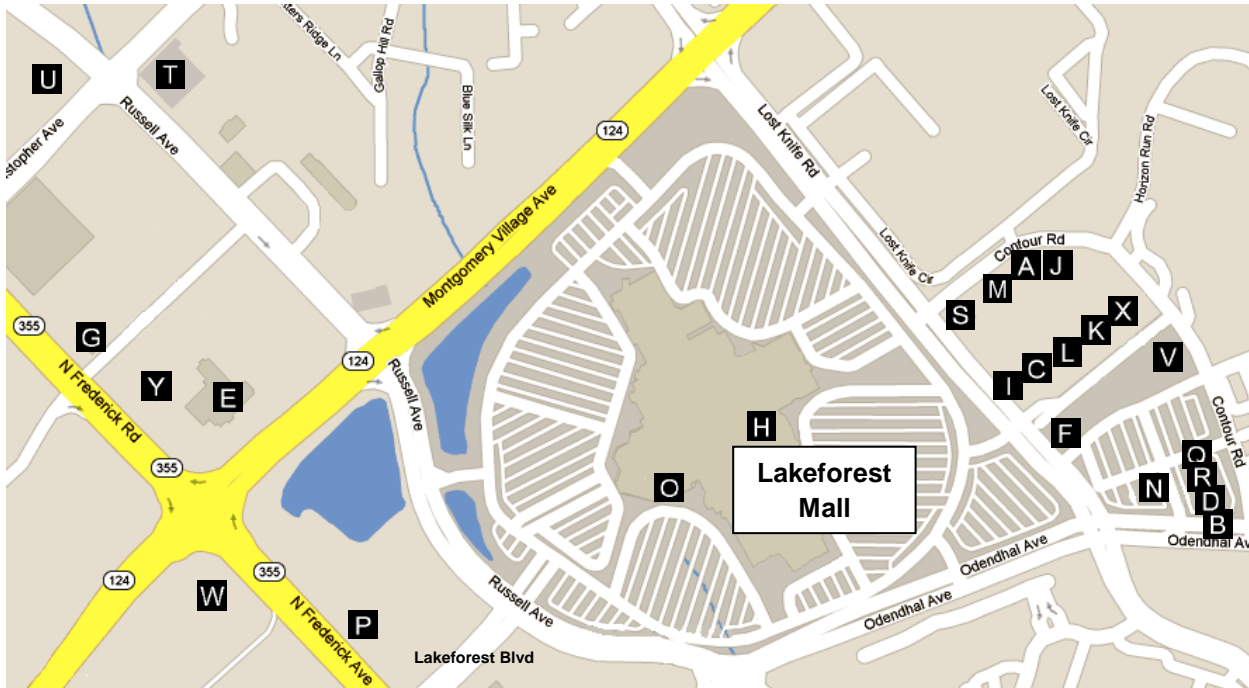 ters Ridge Ln
Gallop Hill Rd
Blue Silk Ln
U
T
Russell Ave
stopher Ave
124
Lost Knife Rd
Lost Knife Cir
Horizon Run Rd
Montgomery Village Ave
Lost Knife Cir
Contour Rd
A
J
M
S
X
K
L
C
I
V
355
G
N Frederick Rd
Y
E
124
Russell Ave
H
F
Contour Rd
Lakeforest
Mall
O
355
N
Q
R
D
B
Odendhal Av
Odendhal Ave
Odendhal Ave
124
W
355
N Frederick Ave
P
Russell Ave
Lakeforest Blvd